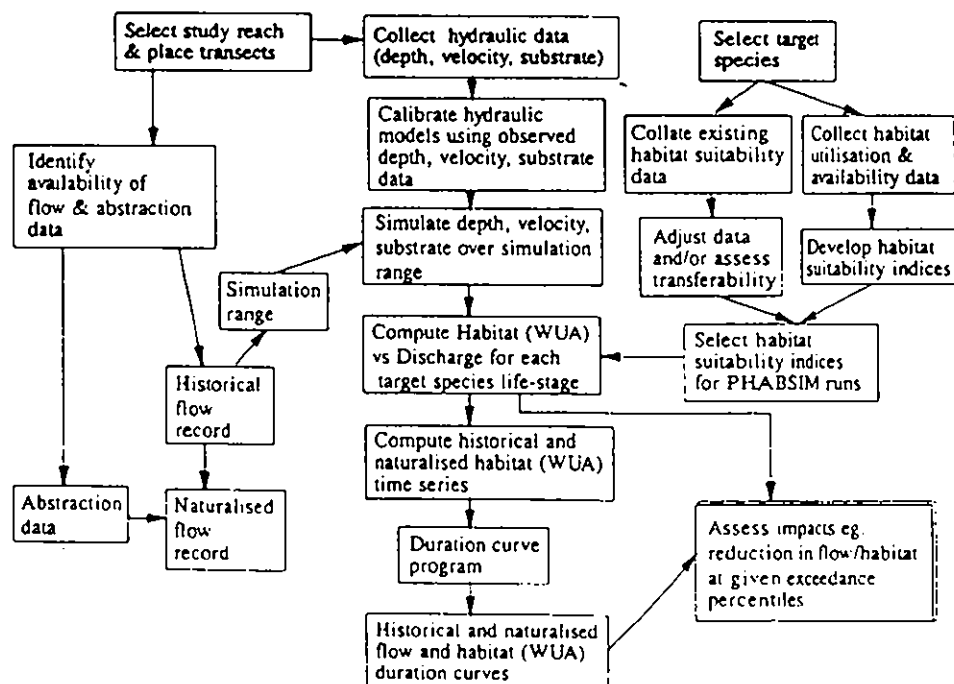 Select study reach
& place transects
Collect hydraulic data
(depth, velocity, substrate)
Select target
species
Calibrate hydraulic
models using observed
depth, velocity, substrate
data
Collate existing
habitat suitability
data
Collect habitat
utilisation &
availability data
Identify
availability of
flow & abstraction
data
Simulate depth, velocity,
substrate over simulation
range
Adjust data
and/or assess
transferability
Develop habitat
suitability indices
Simulation
range
Compute Habitat (WUA)
vs Discharge for each
target species life-stage
Select habitat
suitability indices
for PHABSIM runs
Historical
flow
record
Compute historical and
naturalised habitat (WUA)
time series
Abstraction
data
Naturalised
flow
record
Duration curve
program
Assess impacts eg.
reduction in flow/habitat
at given exceedance
percentiles
Historical and naturalised
flow and habitat (WUA)
duration curves